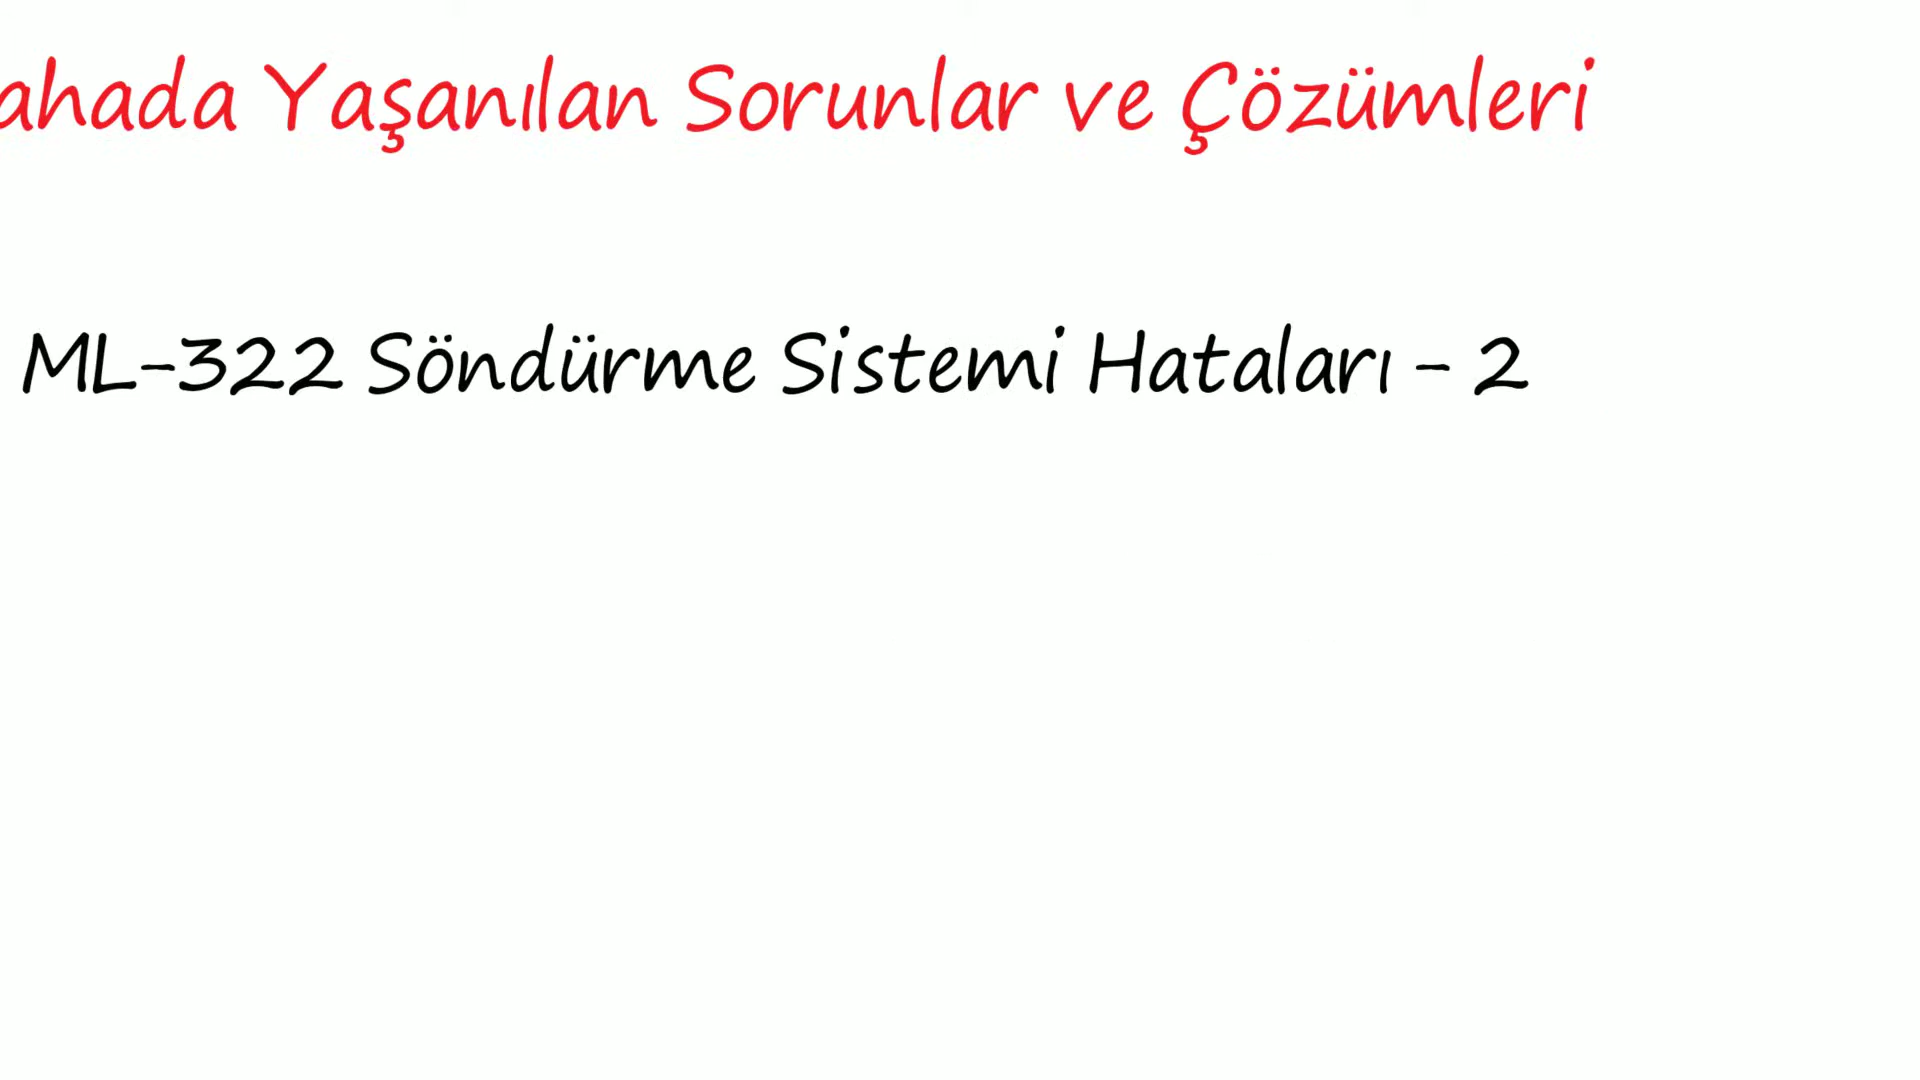 ahada Yaşanılan Sorunlar ve Çözümleri
ML-322 Söndürme Sistemi Hataları - 2